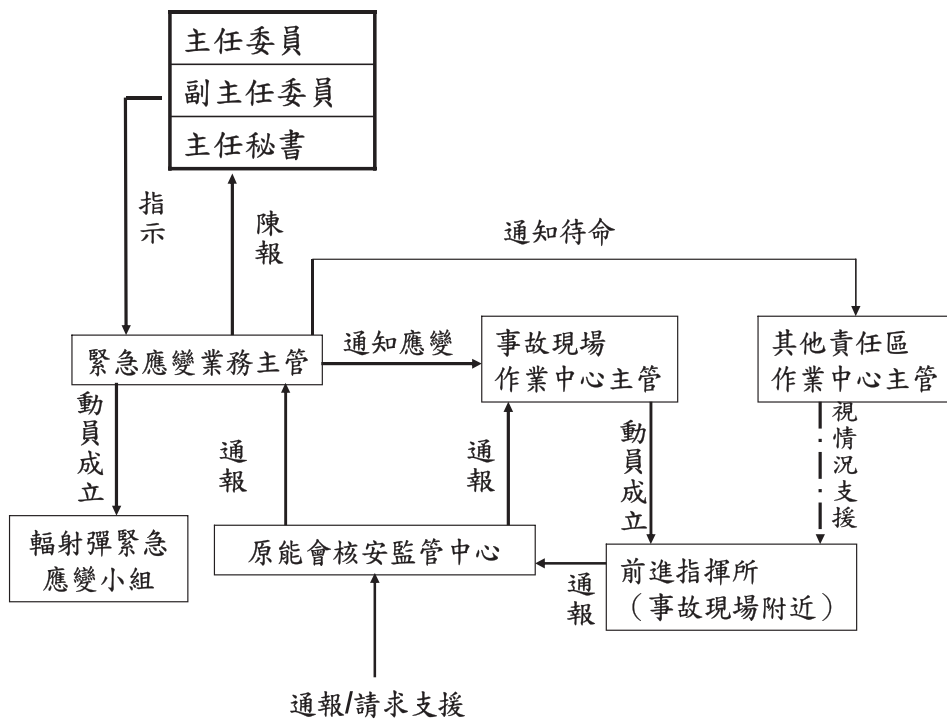 主任委員
副主任委員
主任秘書
指示
陳報
通知待命
緊急應變業務主管
通知應變
事故現場
作業中心主管
其他責任區
作業中心主管
動員成立
通報
通報
動員成立
視情況支援
輻射彈緊急
應變小組
原能會核安監管中心
通報
前進指揮所
（事故現場附近）
通報/請求支援